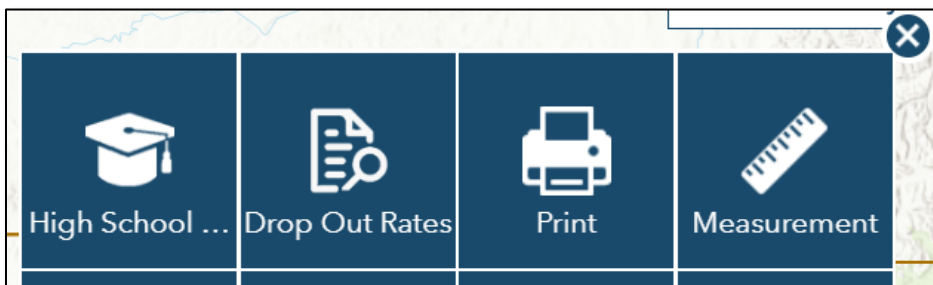 High School ...
Drop Out Rates
Print
Measurement